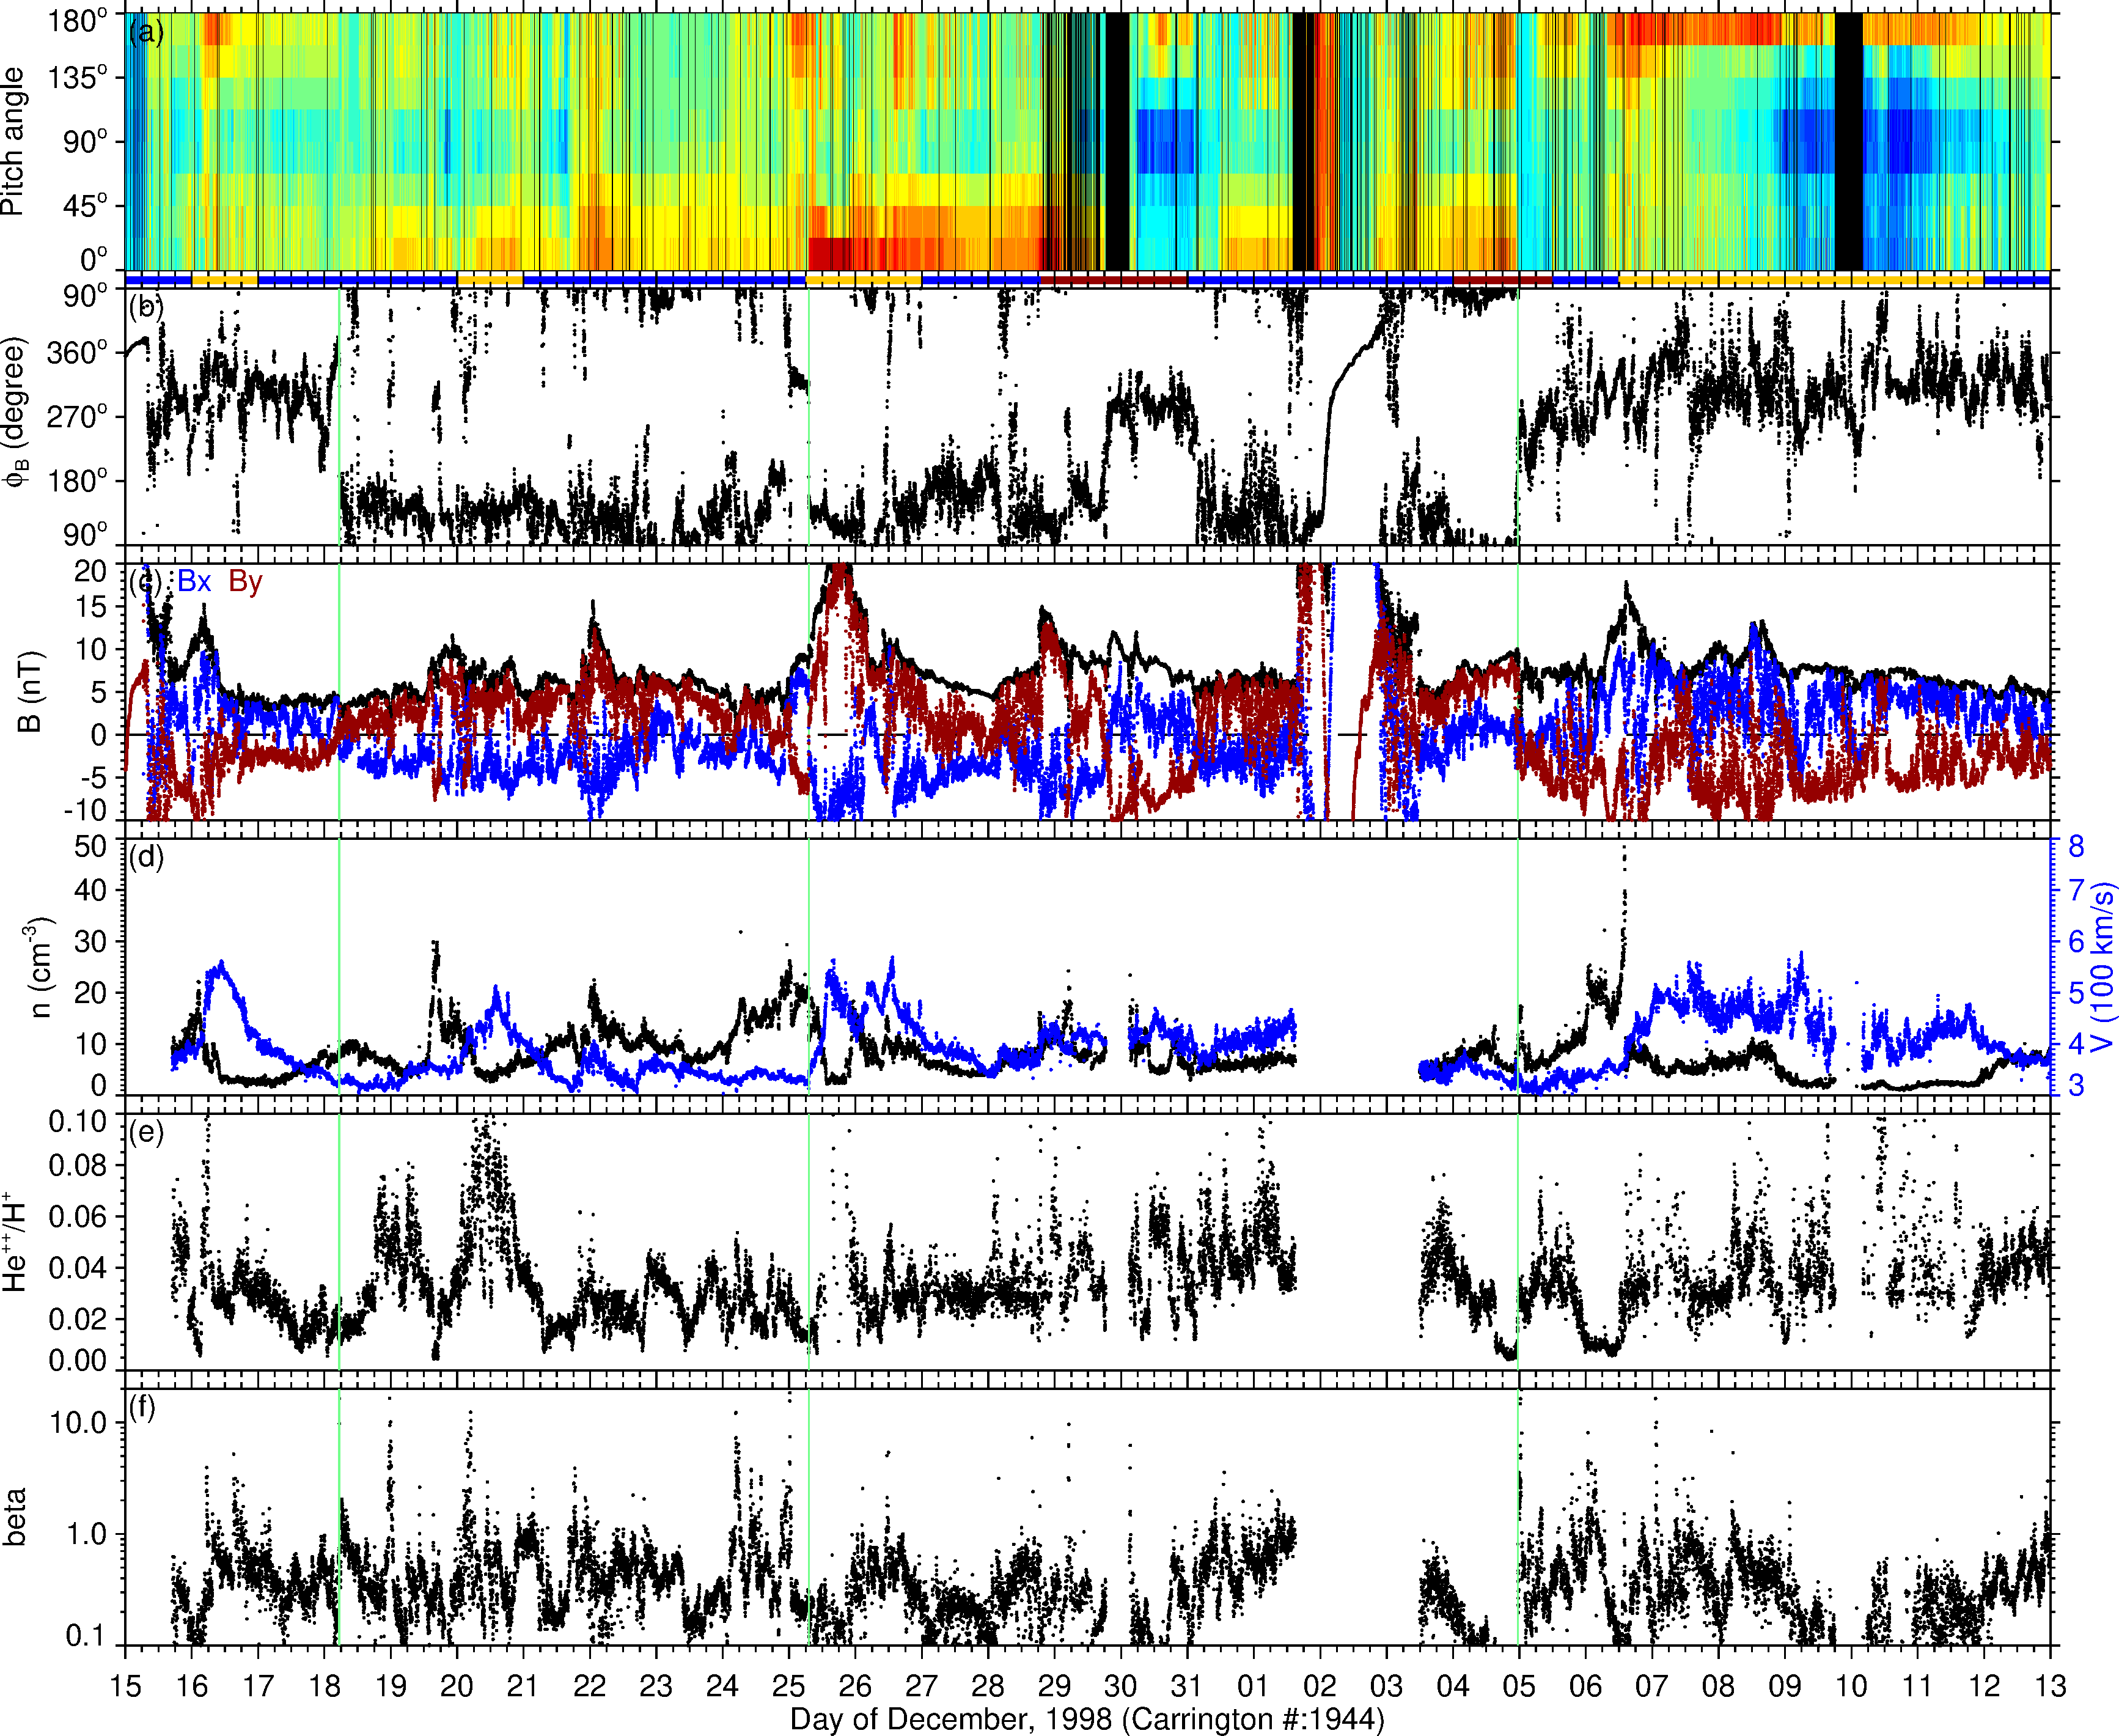 (a)
Pitch angle
180°
135°
90°
45°
0°
(b)
ϕB (degree)
90°
360°
270°
180°
90°
(c) Bx By
B (nT)
20
15
10
5
0
-5
-10
(d)
n (cm-3)
50
40
30
20
10
0
V (100 km/s)
8
7
6
5
4
3
(e)
He++/H+
0.10
0.08
0.06
0.04
0.02
0.00
(f)
beta
10.0
1.0
0.1
15 16 17 18 19 20 21 22 23 24 25 26 27 28 29 30 31 01 02 03 04 05 06 07 08 09 10 11 12 13
Day of December, 1998 (Carrington #:1944)